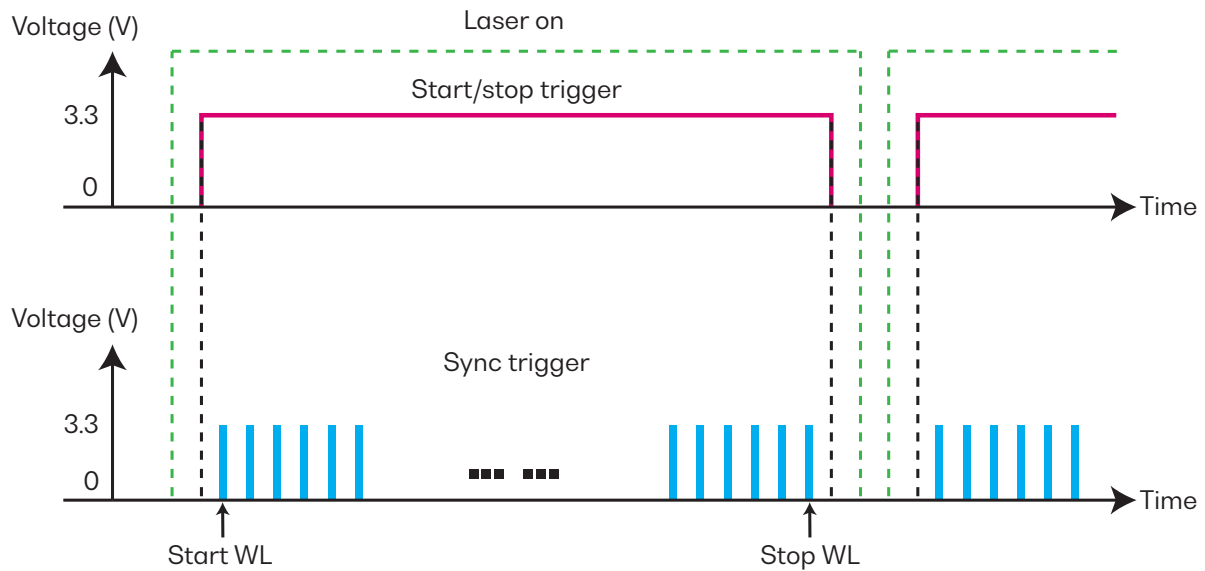 Laser on
Voltage (V)
Start/stop trigger
3.3
0
Time
Voltage (V)
Sync trigger
3.3
0
Time
Start WL
Stop WL